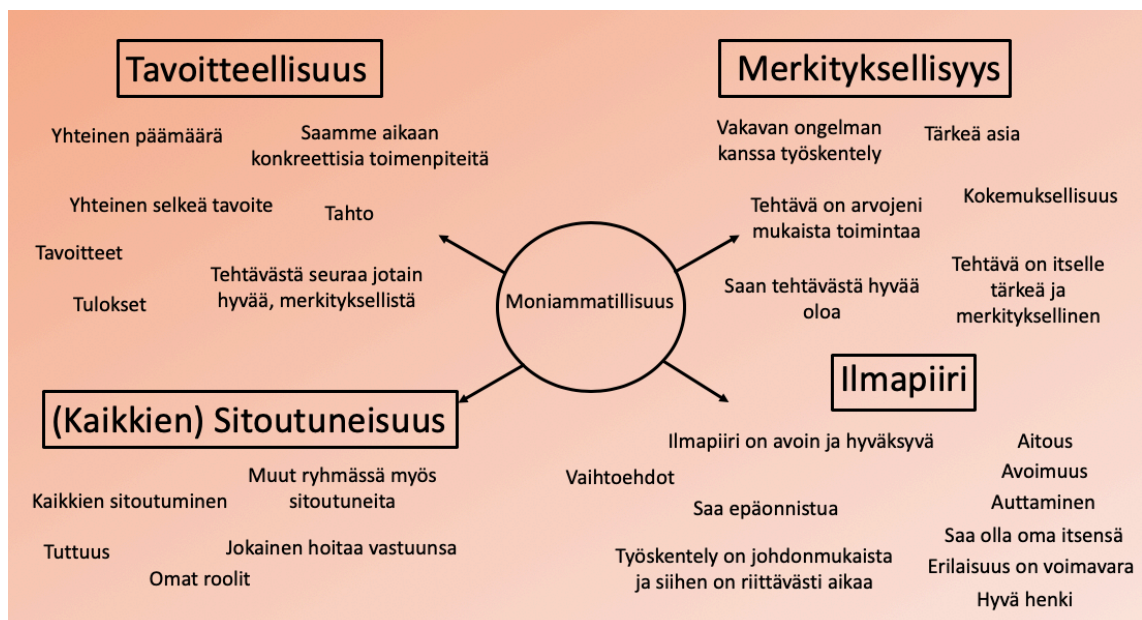 Tavoitteellisuus
Yhteinen päämäärä
Saamme aikaan
konkreettisia toimenpiteitä
Yhteinen selkeä tavoite
Tahto
Tavoitteet
Tehtävästä seuraa jotain
hyvää, merkityksellistä
Tulokset
Merkityksellisyys
Vakavan ongelman
kanssa työskentely
Tärkeä asia
Kokemuksellisuus
Tehtävä on arvojeni
mukaista toimintaa
Saan tehtävästä hyvää
oloa
Tehtävä on itselle
tärkeä ja
merkityksellinen
Moniammatillisuus
(Kaikkien) Sitoutuneisuus
Kaikkien sitoutuminen
Muut ryhmässä myös
sitoutuneita
Tuttuus
Jokainen hoitaa vastuunsa
Omat roolit
Ilmapiiri
Ilmapiiri on avoin ja hyväksyvä
Vaihtoehdot
Saa epäonnistua
Työskentely on johdonmukaista
ja siihen on riittävästi aikaa
Aitous
Avoimuus
Auttaminen
Saa olla oma itsensä
Erilaisuus on voimavara
Hyvä henki